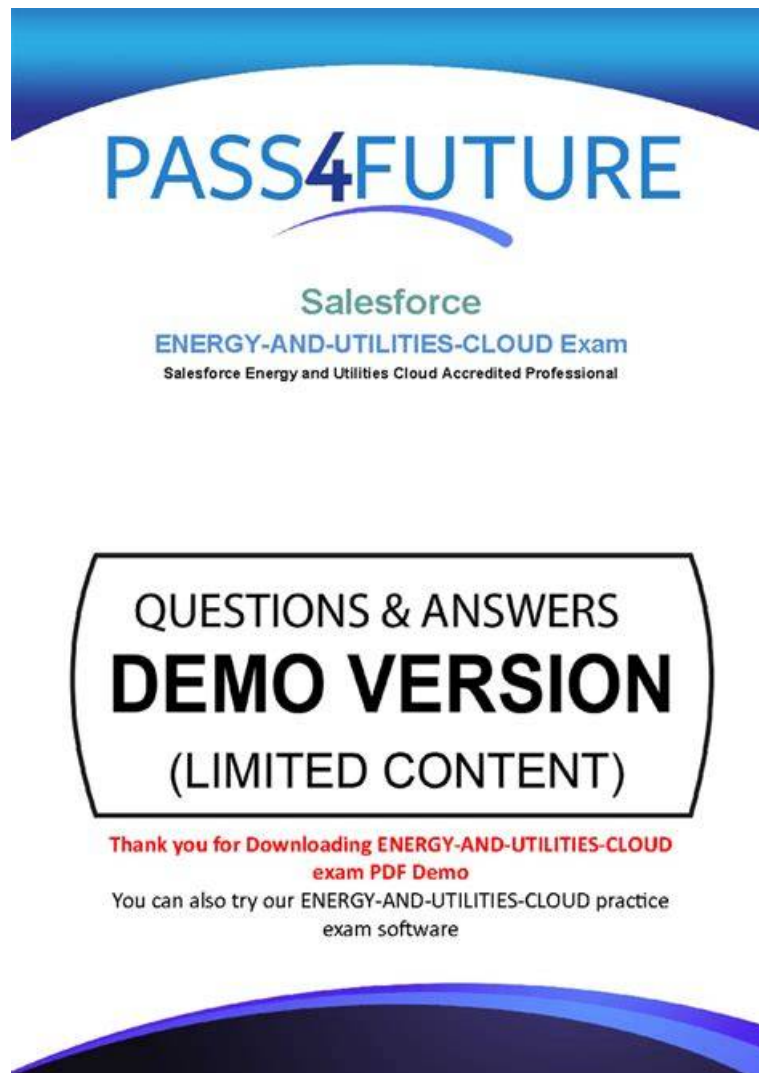 PASS4FUTURE
Salesforce
ENERGY-AND-UTILITIES-CLOUD Exam
Salesforce Energy and Utilities Cloud Accredited Professional
QUESTIONS & ANSWERS
DEMO VERSION
(LIMITED CONTENT)
Thank you for Downloading ENERGY-AND-UTILITIES-CLOUD
exam PDF Demo
You can also try our ENERGY-AND-UTILITIES-CLOUD practice
exam software